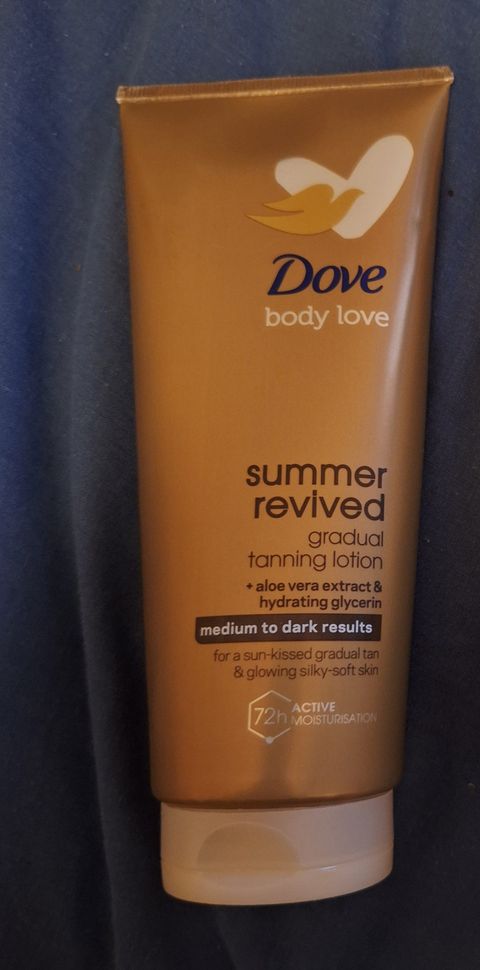 Dove
body love
summer
revived
gradual
tanning lotion
+ aloe vera extract &
hydrating glycerin
medium to dark results
for a sun-kissed gradual tan
& glowing silky-soft skin
72h ACTIVE
MOISTURISATION